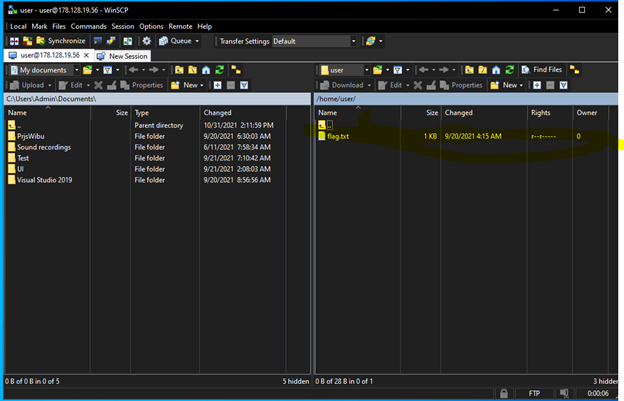 user - user@178.128.19.56 - WinSCP
Local Mark Files Commands Session Options Remote Help
Synchronize Queue Transfer Settings Default
user@178.128.19.56 New Session
My documents
Upload Edit Properties New
C:\Users\Admin\Documents\
Name Size Type Changed
.. Parent directory 10/31/2021 2:11:59 PM
PrjsWibu File folder 9/20/2021 6:30:03 AM
Sound recordings File folder 6/11/2021 7:58:34 AM
Test File folder 9/21/2021 7:10:42 AM
UI File folder 9/21/2021 2:08:03 AM
Visual Studio 2019 File folder 9/20/2021 8:56:56 AM
0 B of 0 B in 0 of 5 5 hidden
user Find Files
Download Edit Properties New
/home/user/
Name Size Changed Rights Owner
..
flag.txt 1 KB 9/20/2021 4:15 AM r--r----- 0
0 B of 28 B in 0 of 1 3 hidden
FTP 0:00:06